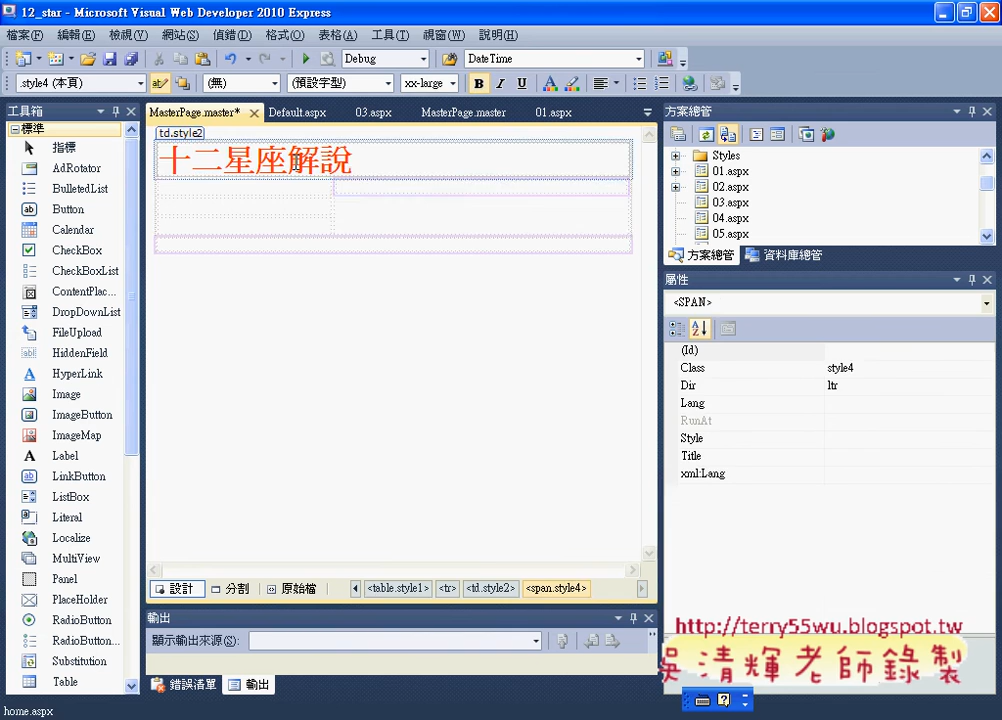 12_star - Microsoft Visual Web Developer 2010 Express
檔案(F) 編輯(E) 檢視(V) 網站(S) 偵錯(D) 格式(O) 表格(A) 工具(T) 視窗(W) 說明(H)
Debug DateTime
style4 (本頁) (無) (預設字型) xx-large B I U A
工具箱
標準
指標
AdRotator
BulletedList
Button
Calendar
CheckBox
CheckBoxList
ContentPlac...
DropDownList
FileUpload
HiddenField
HyperLink
Image
ImageButton
ImageMap
Label
LinkButton
ListBox
Literal
Localize
MultiView
Panel
PlaceHolder
RadioButton
RadioButton...
Substitution
Table
MasterPage.master* Default.aspx 03.aspx MasterPage.master 01.aspx
td.style2
十二星座解說
設計 分割 原始檔 <table.style1> <tr> <td.style2> <span.style4>
輸出
顯示輸出來源(S):
錯誤清單 輸出
方案總管
Styles
01.aspx
02.aspx
03.aspx
04.aspx
05.aspx
方案總管 資料庫總管
屬性
<SPAN>
(Id)
Class style4
Dir ltr
Lang
RunAt
Style
Title
xml:Lang
http://terry55wu.blogspot.tw
吳清輝老師錄製
home.aspx